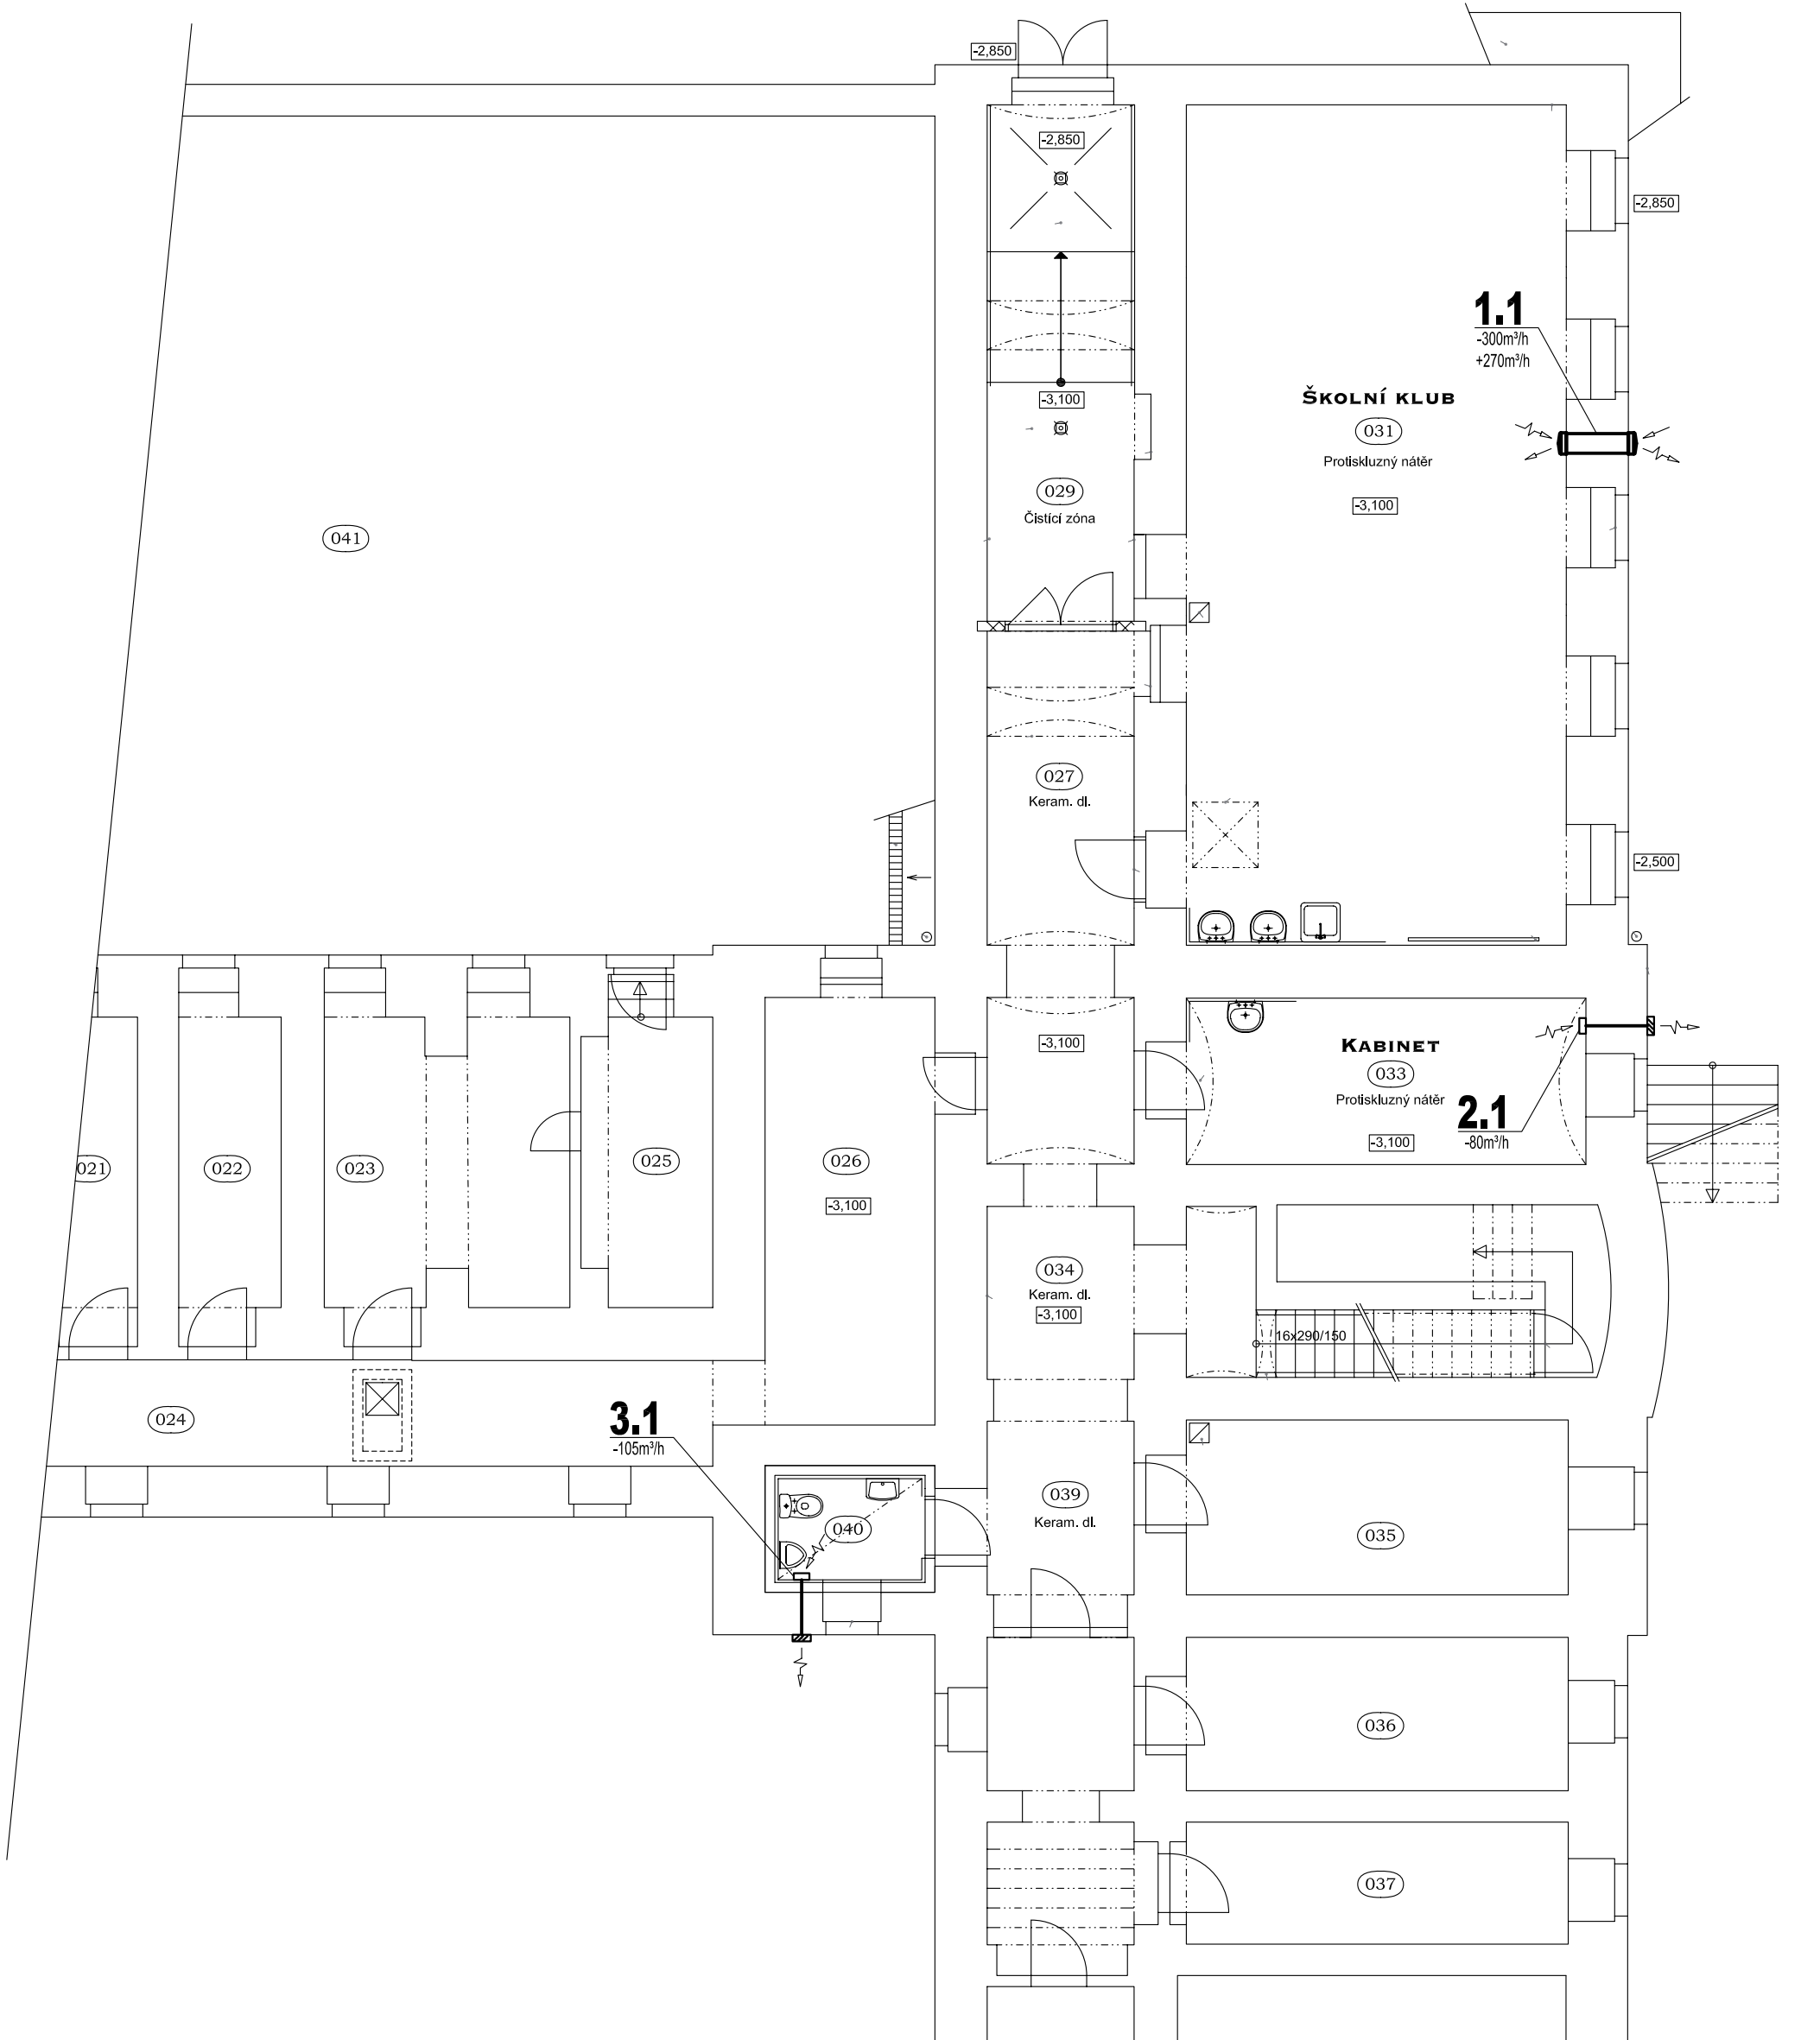 -2,850
-2,850
-2,850
1.1
-300m³/h
+270m³/h
ŠKOLNÍ KLUB
031
Protiskluzný nátěr
-3,100
-3,100
029
Čistící zóna
041
027
Keram. dl.
-2,500
-3,100
KABINET
033
Protiskluzný nátěr
-3,100
2.1
-80m³/h
021
022
023
025
026
-3,100
034
Keram. dl.
-3,100
16x290/150
024
3.1
-105m³/h
039
Keram. dl.
040
035
036
037